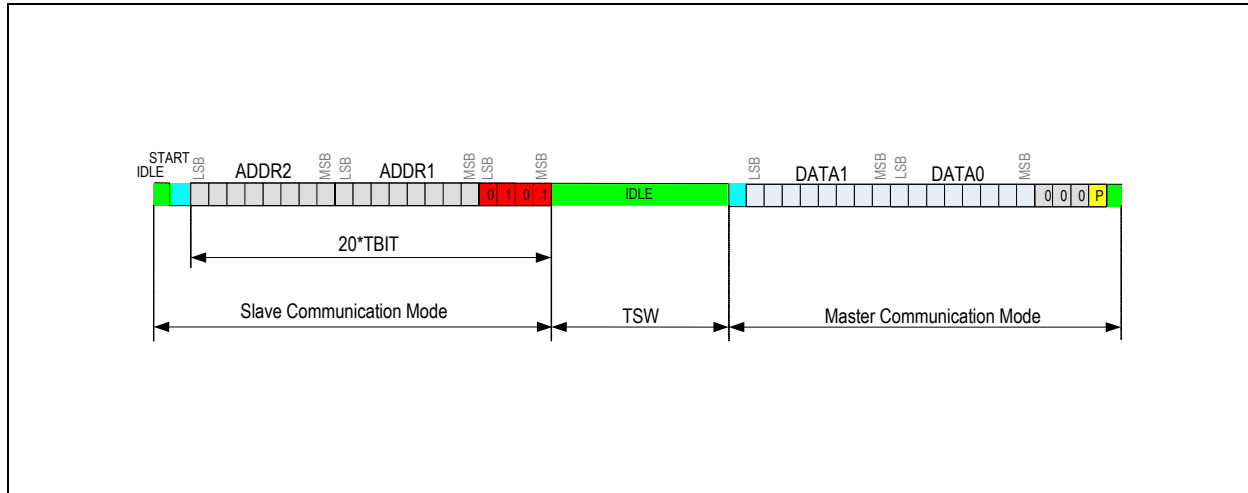 START
IDLE
LSB ADDR2 MSB LSB ADDR1 MSB LSB MSB LSB DATA1 MSB LSB DATA0 MSB
0 1 0 1 IDLE 0 0 0 P
20*TBIT
Slave Communication Mode TSW Master Communication Mode